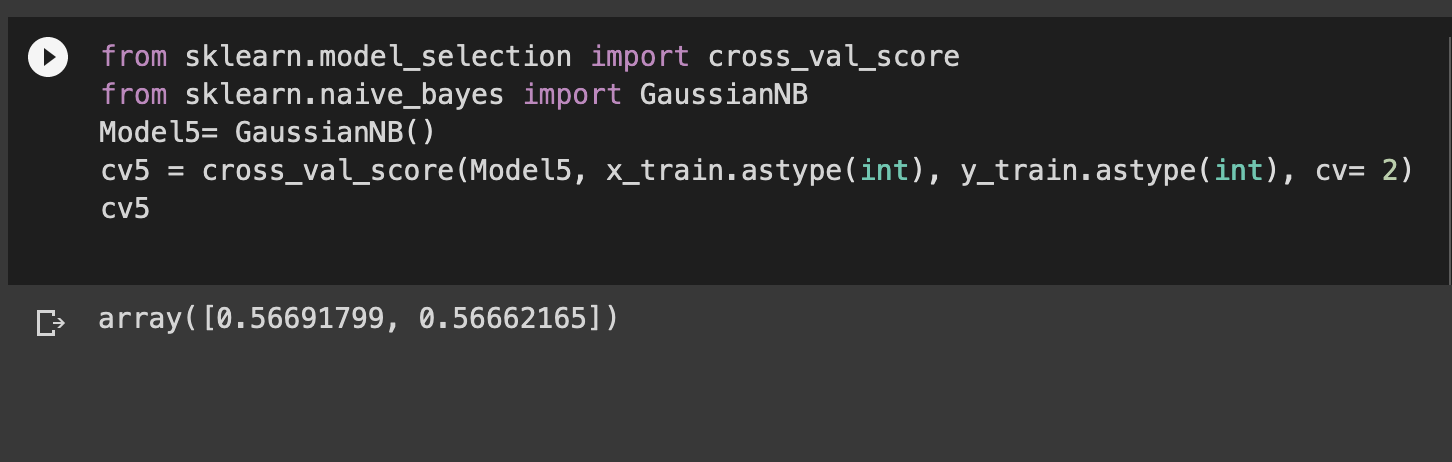 from sklearn.model_selection import cross_val_score
from sklearn.naive_bayes import GaussianNB
Model5= GaussianNB()
cv5 = cross_val_score(Model5, x_train.astype(int), y_train.astype(int), cv= 2)
cv5
array([0.56691799, 0.56662165])